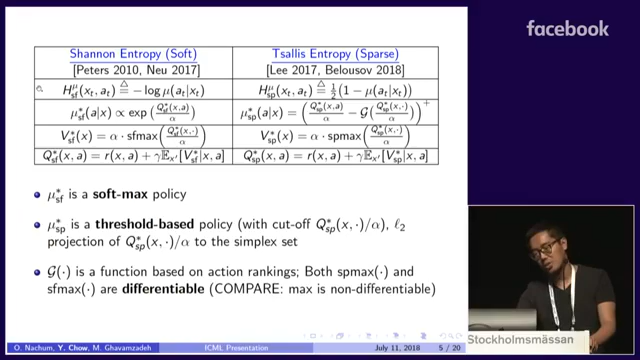 facebook
Shannon Entropy (Soft) Tsallis Entropy (Sparse)
[Peters 2010, Neu 2017] [Lee 2017, Belousov 2018]
H^μ_sf(x_t, a_t) ≜ − log μ(a_t|x_t) H^μ_sp(x_t, a_t) ≜ 1/2 (1 − μ(a_t|x_t))
μ*_sf(a|x) ∝ exp(Q*_sf(x,a)/α) μ*_sp(a|x) = (Q*_sp(x,a)/α − G(Q*_sp(x,·)/α))^+
V*_sf(x) = α · sfmax(Q*_sf(x,·)/α) V*_sp(x) = α · spmax(Q*_sp(x,·)/α)
Q*_sf(x, a) = r(x, a) + γE_x′[V*_sf|x, a] Q*_sp(x, a) = r(x, a) + γE_x′[V*_sp|x, a]
μ*_sf is a soft-max policy
μ*_sp is a threshold-based policy (with cut-off Q*_sp(x, ·)/α), ℓ2
projection of Q*_sp(x, ·)/α to the simplex set
G(·) is a function based on action rankings; Both spmax(·) and
sfmax(·) are differentiable (COMPARE: max is non-differentiable)
O. Nachum, Y. Chow, M. Ghavamzadeh ICML Presentation July 11, 2018 5 / 20
Stockholmsmässan